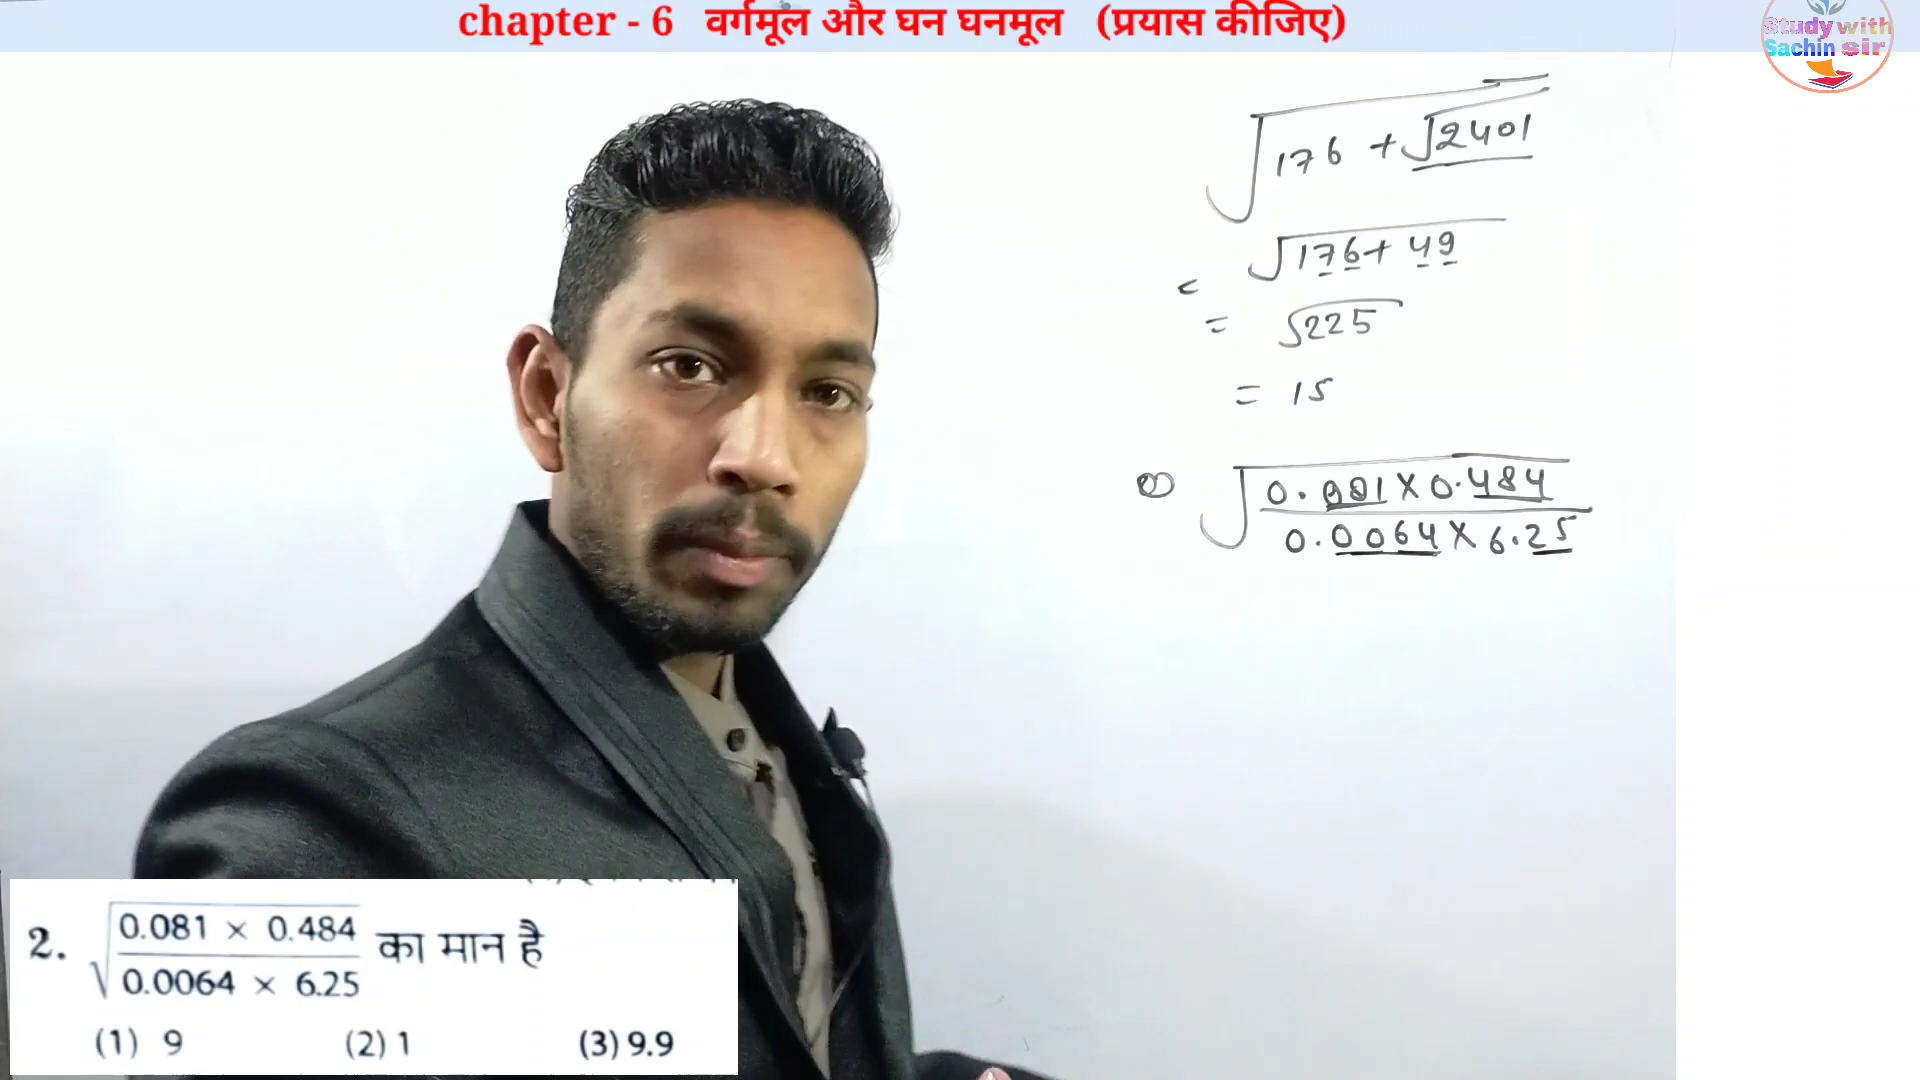 chapter - 6 वर्गमूल और घन घनमूल (प्रयास कीजिए)
Study with
Sachin sir
√176 + √2401
= √176 + 49
= √225
= 15
② √0.081 × 0.484
0.0064 × 6.25
2. √0.081 × 0.484 का मान है
0.0064 × 6.25
(1) 9 (2) 1 (3) 9.9